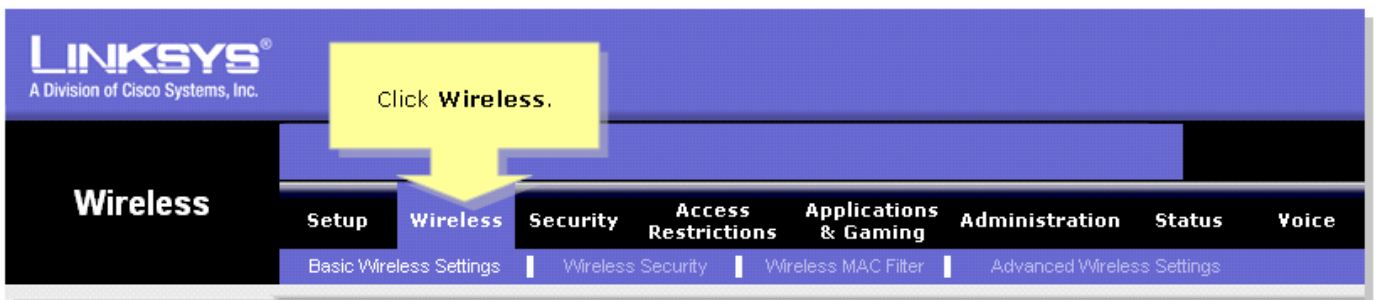 LINKSYS®
A Division of Cisco Systems, Inc.
Click Wireless.
Wireless
Setup Wireless Security Access Restrictions Applications & Gaming Administration Status Voice
Basic Wireless Settings Wireless Security Wireless MAC Filter Advanced Wireless Settings